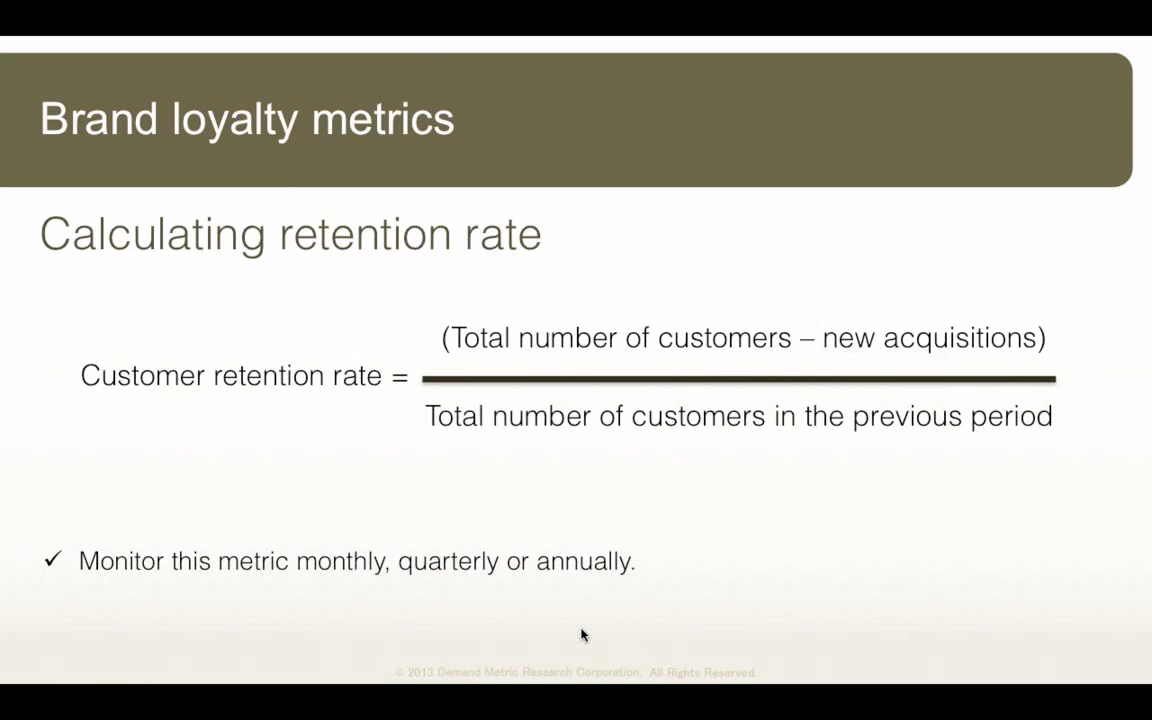 Brand loyalty metrics
Calculating retention rate
(Total number of customers – new acquisitions)
Customer retention rate =
Total number of customers in the previous period
✓ Monitor this metric monthly, quarterly or annually.
© 2013 Demand Metric Research Corporation. All Rights Reserved.